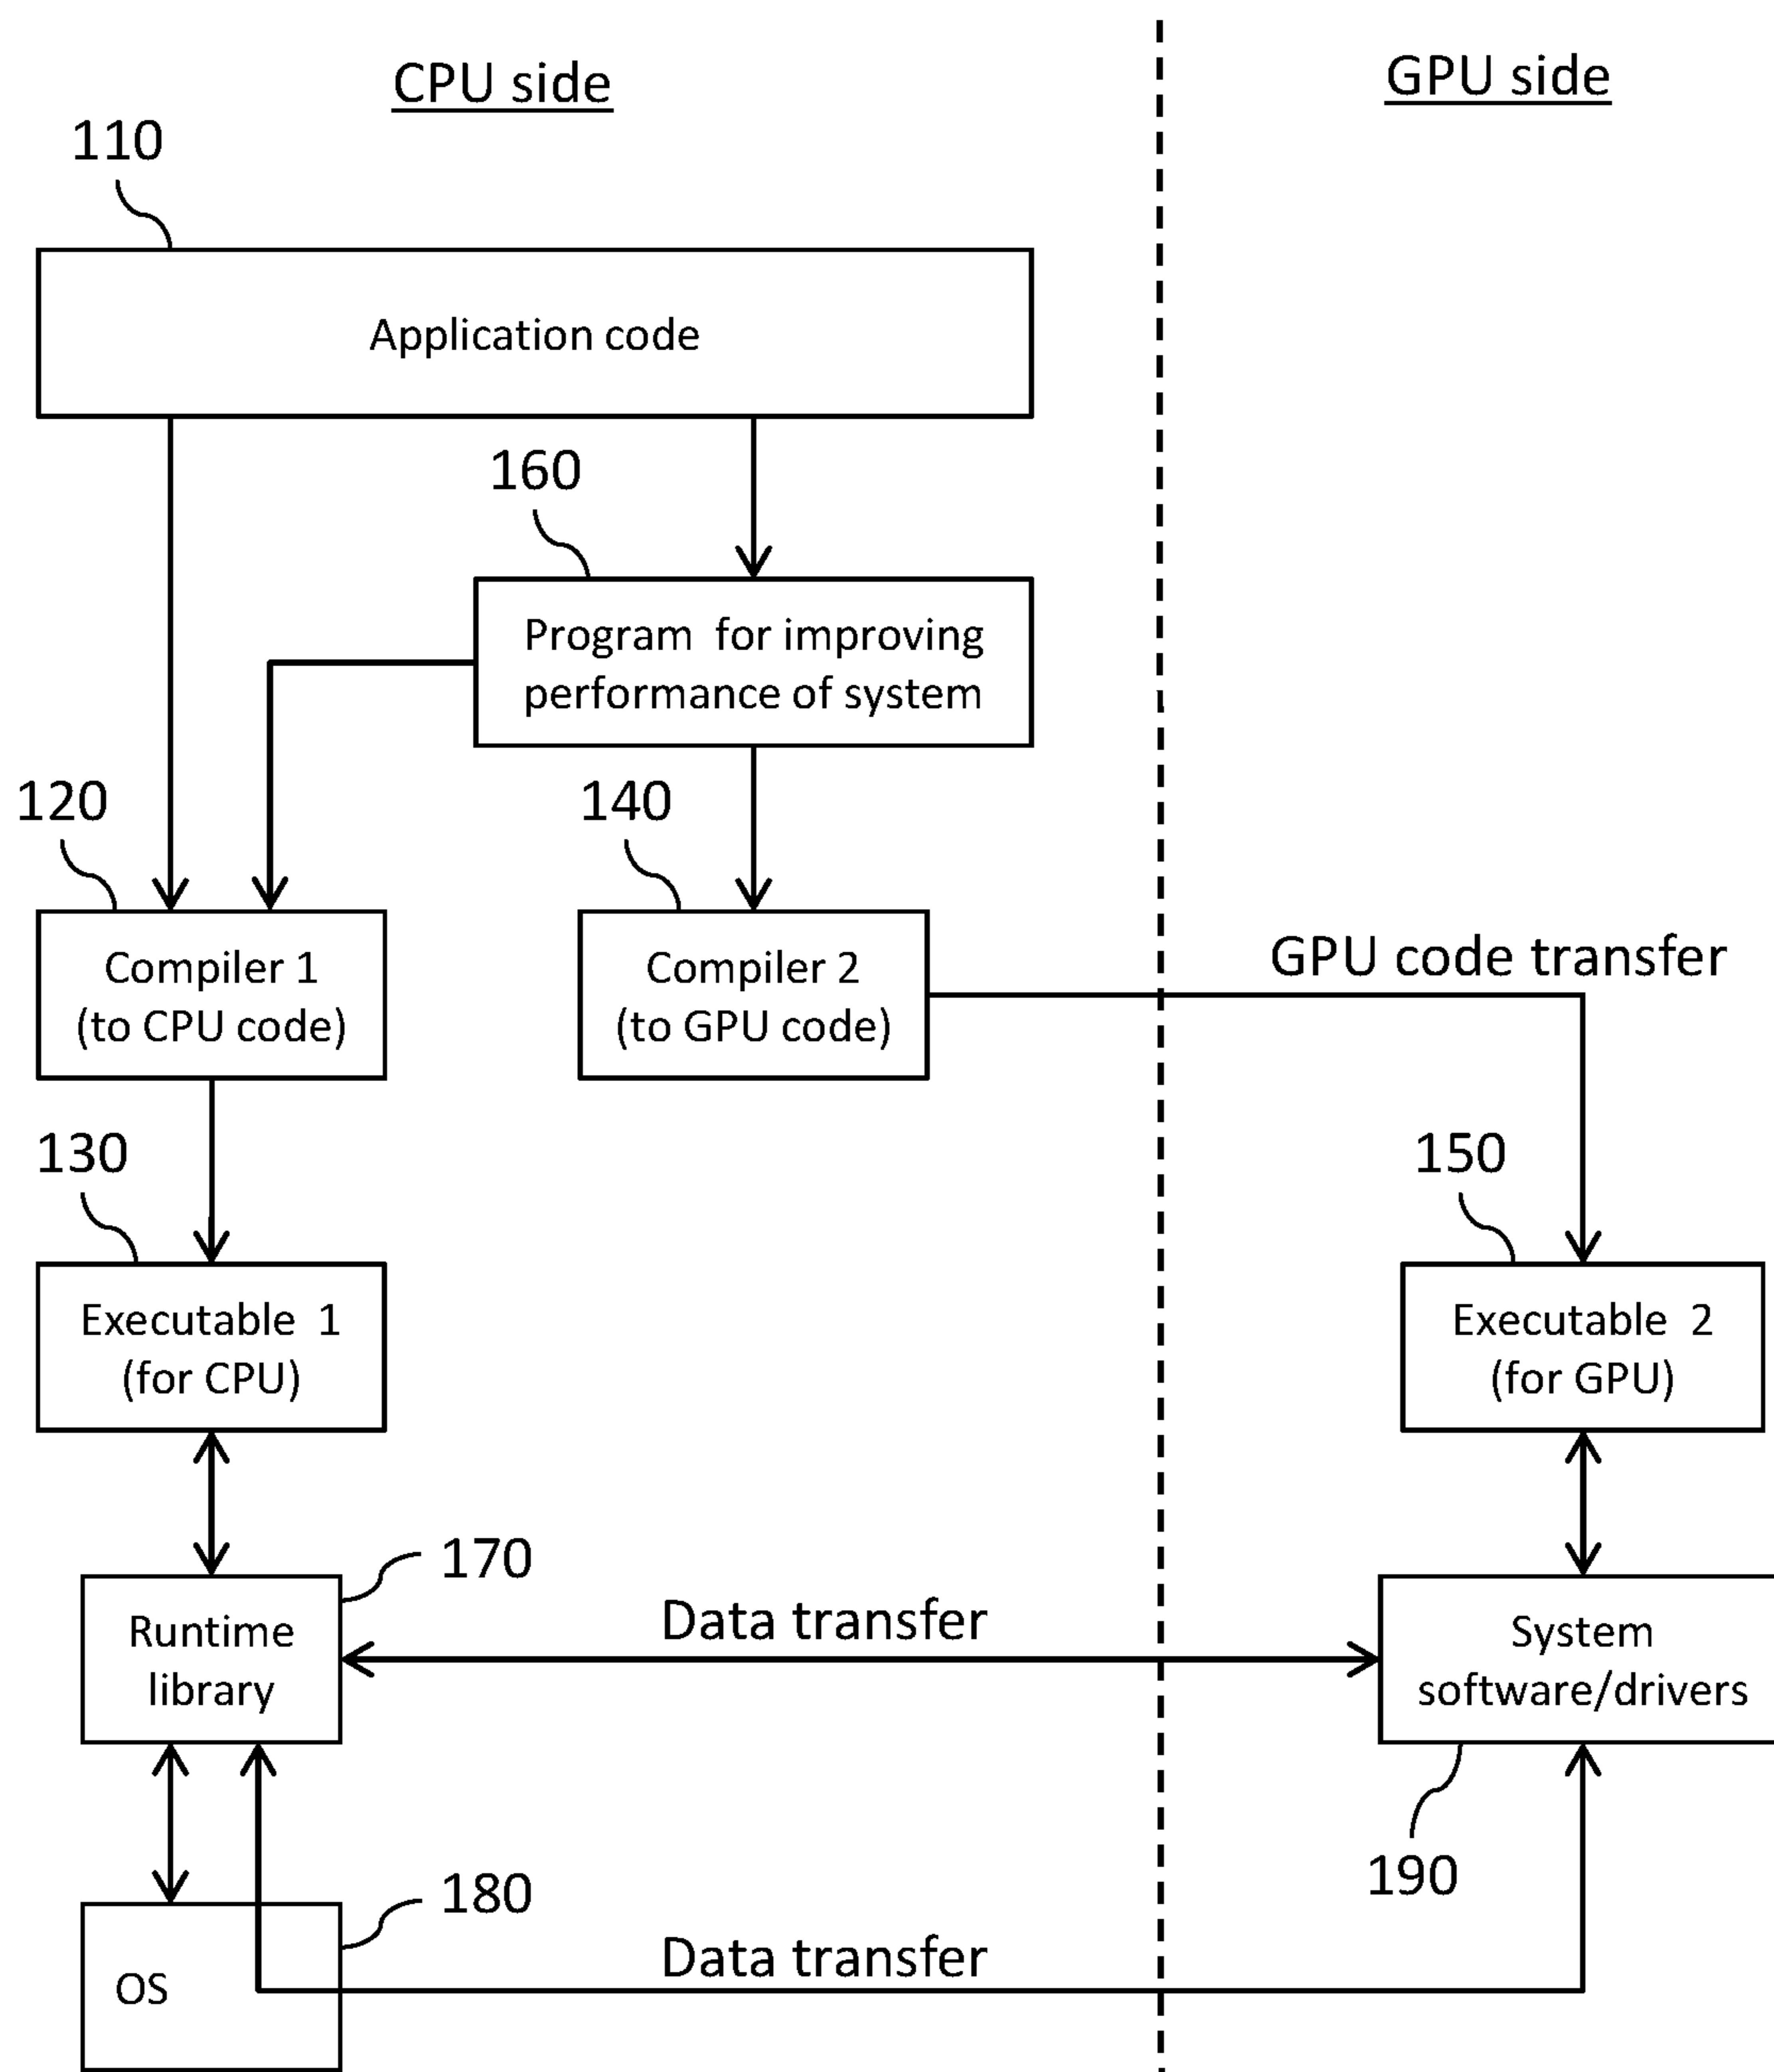 CPU side
GPU side
110
Application code
160
Program for improving
performance of system
120
140
Compiler 1
(to CPU code)
Compiler 2
(to GPU code)
GPU code transfer
130
150
Executable 1
(for CPU)
Executable 2
(for GPU)
170
Runtime
library
Data transfer
System
software/drivers
180
190
OS
Data transfer